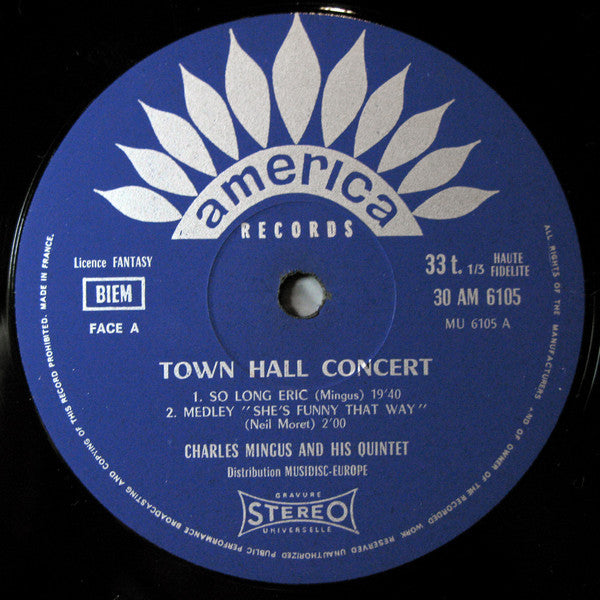 america
RECORDS
Licence FANTASY
BIEM
FACE A
33 t. 1/3 HAUTE FIDELITE
30 AM 6105
MU 6105 A
TOWN HALL CONCERT
1. SO LONG ERIC (Mingus) 19'40
2. MEDLEY "SHE'S FUNNY THAT WAY"
(Neil Moret) 2'00
CHARLES MINGUS AND HIS QUINTET
Distribution MUSIDISC-EUROPE
GRAVURE
STEREO
UNIVERSELLE
ALL RIGHTS OF THE MANUFACTURERS AND OF OWNER OF THE RECORDED WORK RESERVED UNAUTHORIZED PUBLIC PERFORMANCE BROADCASTING AND COPYING OF THIS RECORD PROHIBITED. MADE IN FRANCE.